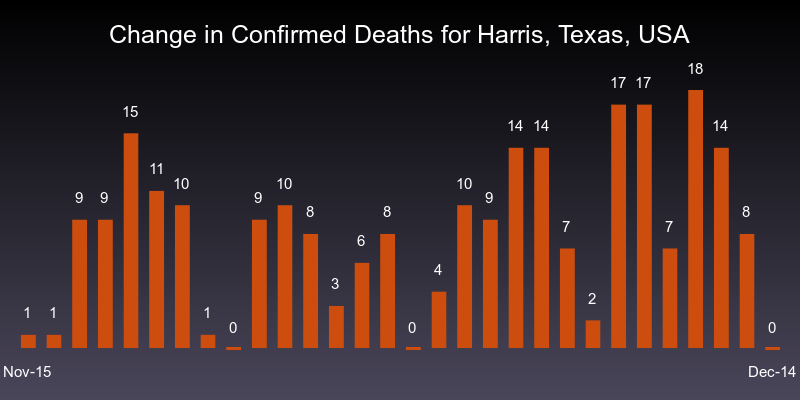 Change in Confirmed Deaths for Harris, Texas, USA
1 1 9 9 15 11 10 1 0 9 10 8 3 6 8 0 4 10 9 14 14 7 2 17 17 7 18 14 8 0
Nov-15 Dec-14